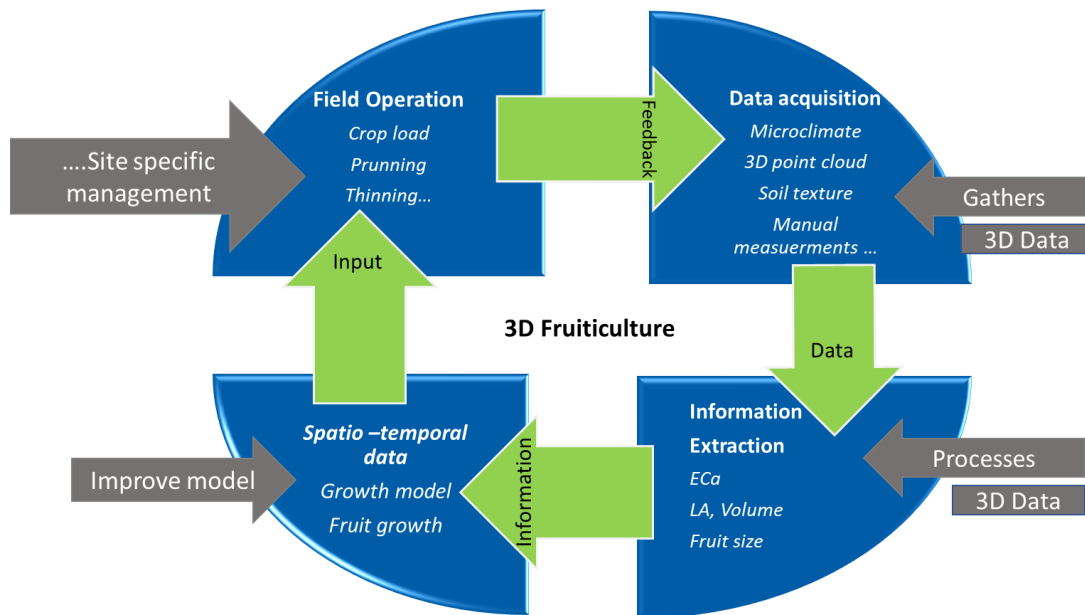 Field Operation
Crop load
Prunning
Thinning...
....Site specific
management
Feedback
Data acquisition
Microclimate
3D point cloud
Soil texture
Manual
measuerments ...
Gathers
3D Data
Input
3D Fruiticulture
Data
Spatio –temporal
data
Growth model
Fruit growth
Improve model
Information
Information
Extraction
ECa
LA, Volume
Fruit size
Processes
3D Data